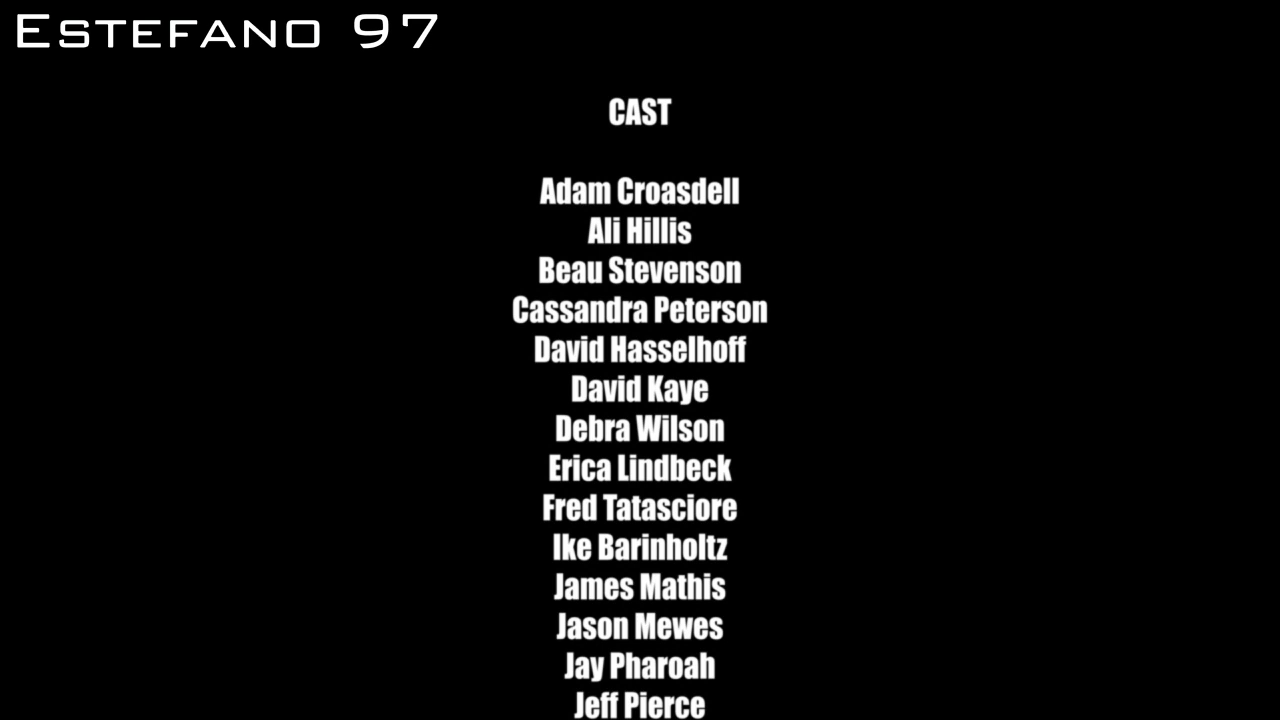 Estefano 97
CAST
Adam Croasdell
Ali Hillis
Beau Stevenson
Cassandra Peterson
David Hasselhoff
David Kaye
Debra Wilson
Erica Lindbeck
Fred Tatasciore
Ike Barinholtz
James Mathis
Jason Mewes
Jay Pharoah
Jeff Pierce